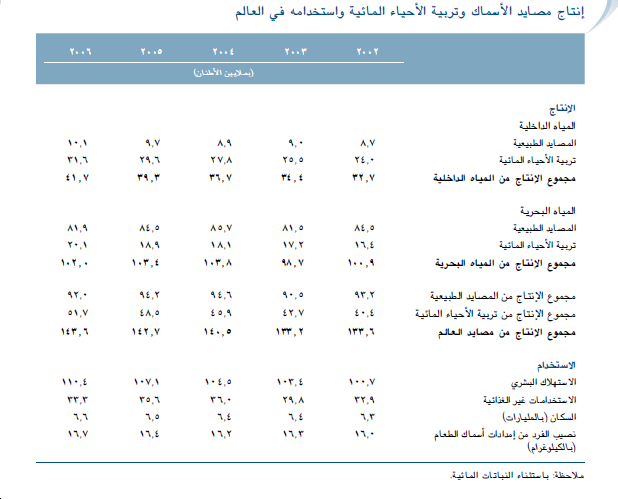 إنتاج مصايد الأسماك وتربية الأحياء المائية واستخدامه في العالم
٢٠٠٢ ٢٠٠٣ ٢٠٠٤ ٢٠٠٥ ٢٠٠٦
(بملايين الأطنان)
الإنتاج
المياه الداخلية
المصايد الطبيعية ٨,٧ ٩,٠ ٨,٩ ٩,٧ ١٠,١
تربية الأحياء المائية ٢٤,٠ ٢٥,٥ ٢٧,٨ ٢٩,٦ ٣١,٦
مجموع الإنتاج من المياه الداخلية ٣٢,٧ ٣٤,٤ ٣٦,٧ ٣٩,٣ ٤١,٧
المياه البحرية
المصايد الطبيعية ٨٤,٥ ٨١,٥ ٨٥,٧ ٨٤,٥ ٨١,٩
تربية الأحياء المائية ١٦,٤ ١٧,٢ ١٨,١ ١٨,٩ ٢٠,١
مجموع الإنتاج من المياه البحرية ١٠٠,٩ ٩٨,٧ ١٠٣,٨ ١٠٣,٤ ١٠٢,٠
مجموع الإنتاج من المصايد الطبيعية ٩٣,٢ ٩٠,٥ ٩٤,٦ ٩٤,٢ ٩٢,٠
مجموع الإنتاج من تربية الأحياء المائية ٤٠,٤ ٤٢,٧ ٤٥,٩ ٤٨,٥ ٥١,٧
مجموع الإنتاج من مصايد العالم ١٣٣,٦ ١٣٣,٢ ١٤٠,٥ ١٤٢,٧ ١٤٣,٦
الاستخدام
الاستهلاك البشري ١٠٠,٧ ١٠٣,٤ ١٠٤,٥ ١٠٧,١ ١١٠,٤
الاستخدامات غير الغذائية ٣٢,٩ ٢٩,٨ ٣٦,٠ ٣٥,٦ ٣٣,٣
السكان (بالمليارات) ٦,٣ ٦,٤ ٦,٤ ٦,٥ ٦,٦
نصيب الفرد من إمدادات أسماك الطعام ١٦,٠ ١٦,٣ ١٦,٢ ١٦,٤ ١٦,٧
(بالكيلوغرام)
ملاحظة: باستثناء النباتات المائية.